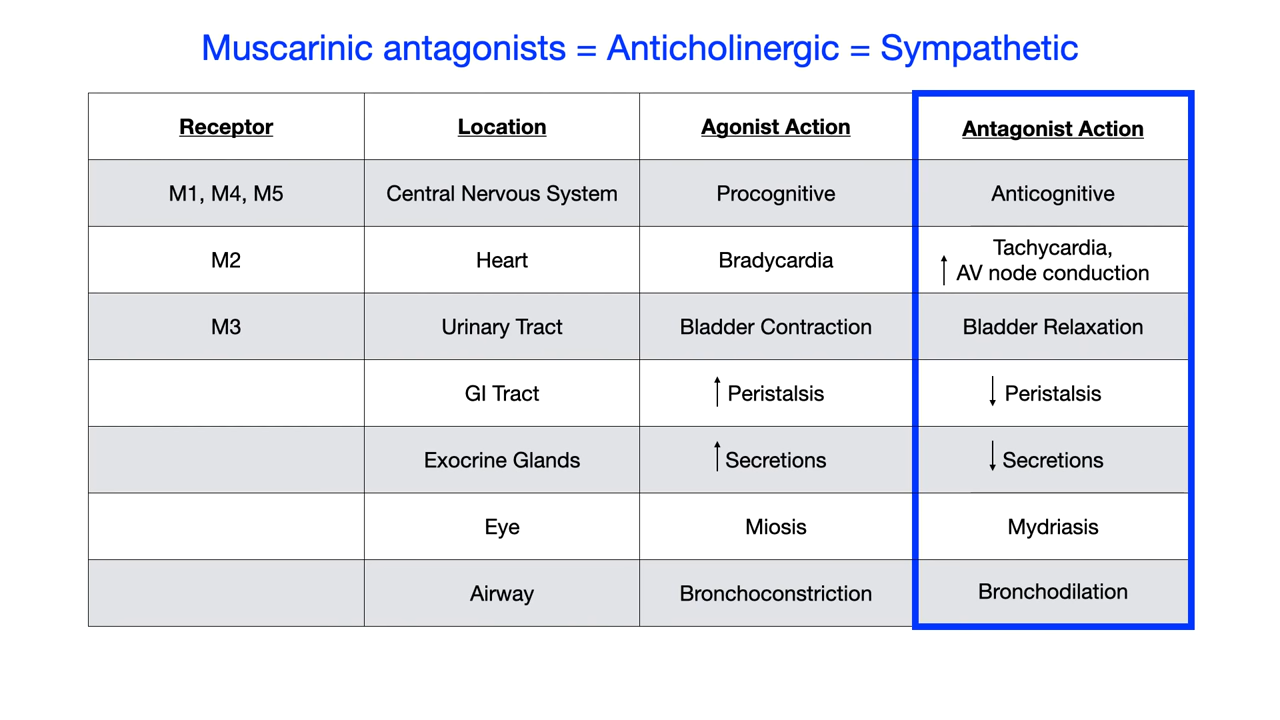 Muscarinic antagonists = Anticholinergic = Sympathetic
Receptor Location Agonist Action Antagonist Action
M1, M4, M5 Central Nervous System Procognitive Anticognitive
M2 Heart Bradycardia Tachycardia,
↑ AV node conduction
M3 Urinary Tract Bladder Contraction Bladder Relaxation
GI Tract ↑ Peristalsis ↓ Peristalsis
Exocrine Glands ↑ Secretions ↓ Secretions
Eye Miosis Mydriasis
Airway Bronchoconstriction Bronchodilation